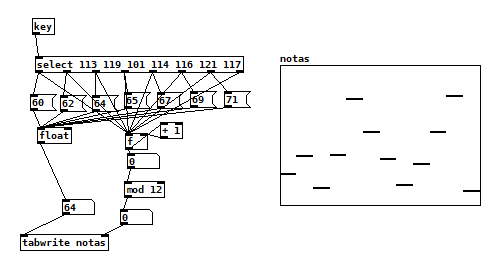 key
notas
select 113 119 101 114 116 121 117
60 62 64 65 67 69 71
float f + 1
0
mod 12
64 0
tabwrite notas